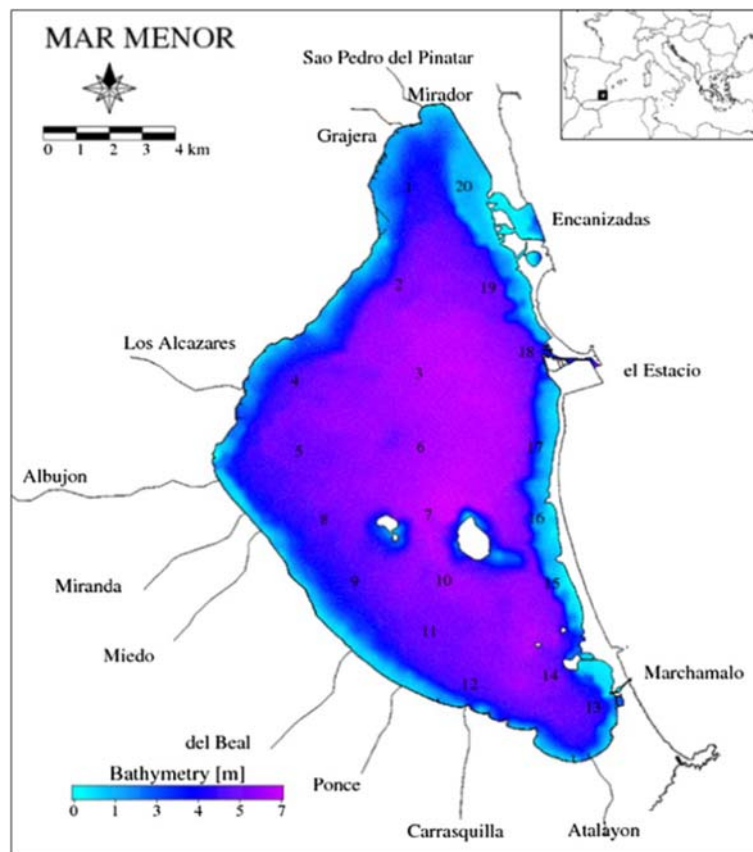 MAR MENOR
Sao Pedro del Pinatar
Mirador
0 1 2 3 4 km
Grajera
1
20
Encanizadas
2
19
Los Alcazares
18
el Estacio
4
3
5
6
17
Albujon
8
7
16
Miranda
9
10
15
Miedo
11
Marchamalo
14
12
13
del Beal
Bathymetry [m]
0 1 2 3 4 5 6 7
Ponce
Carrasquilla
Atalayon